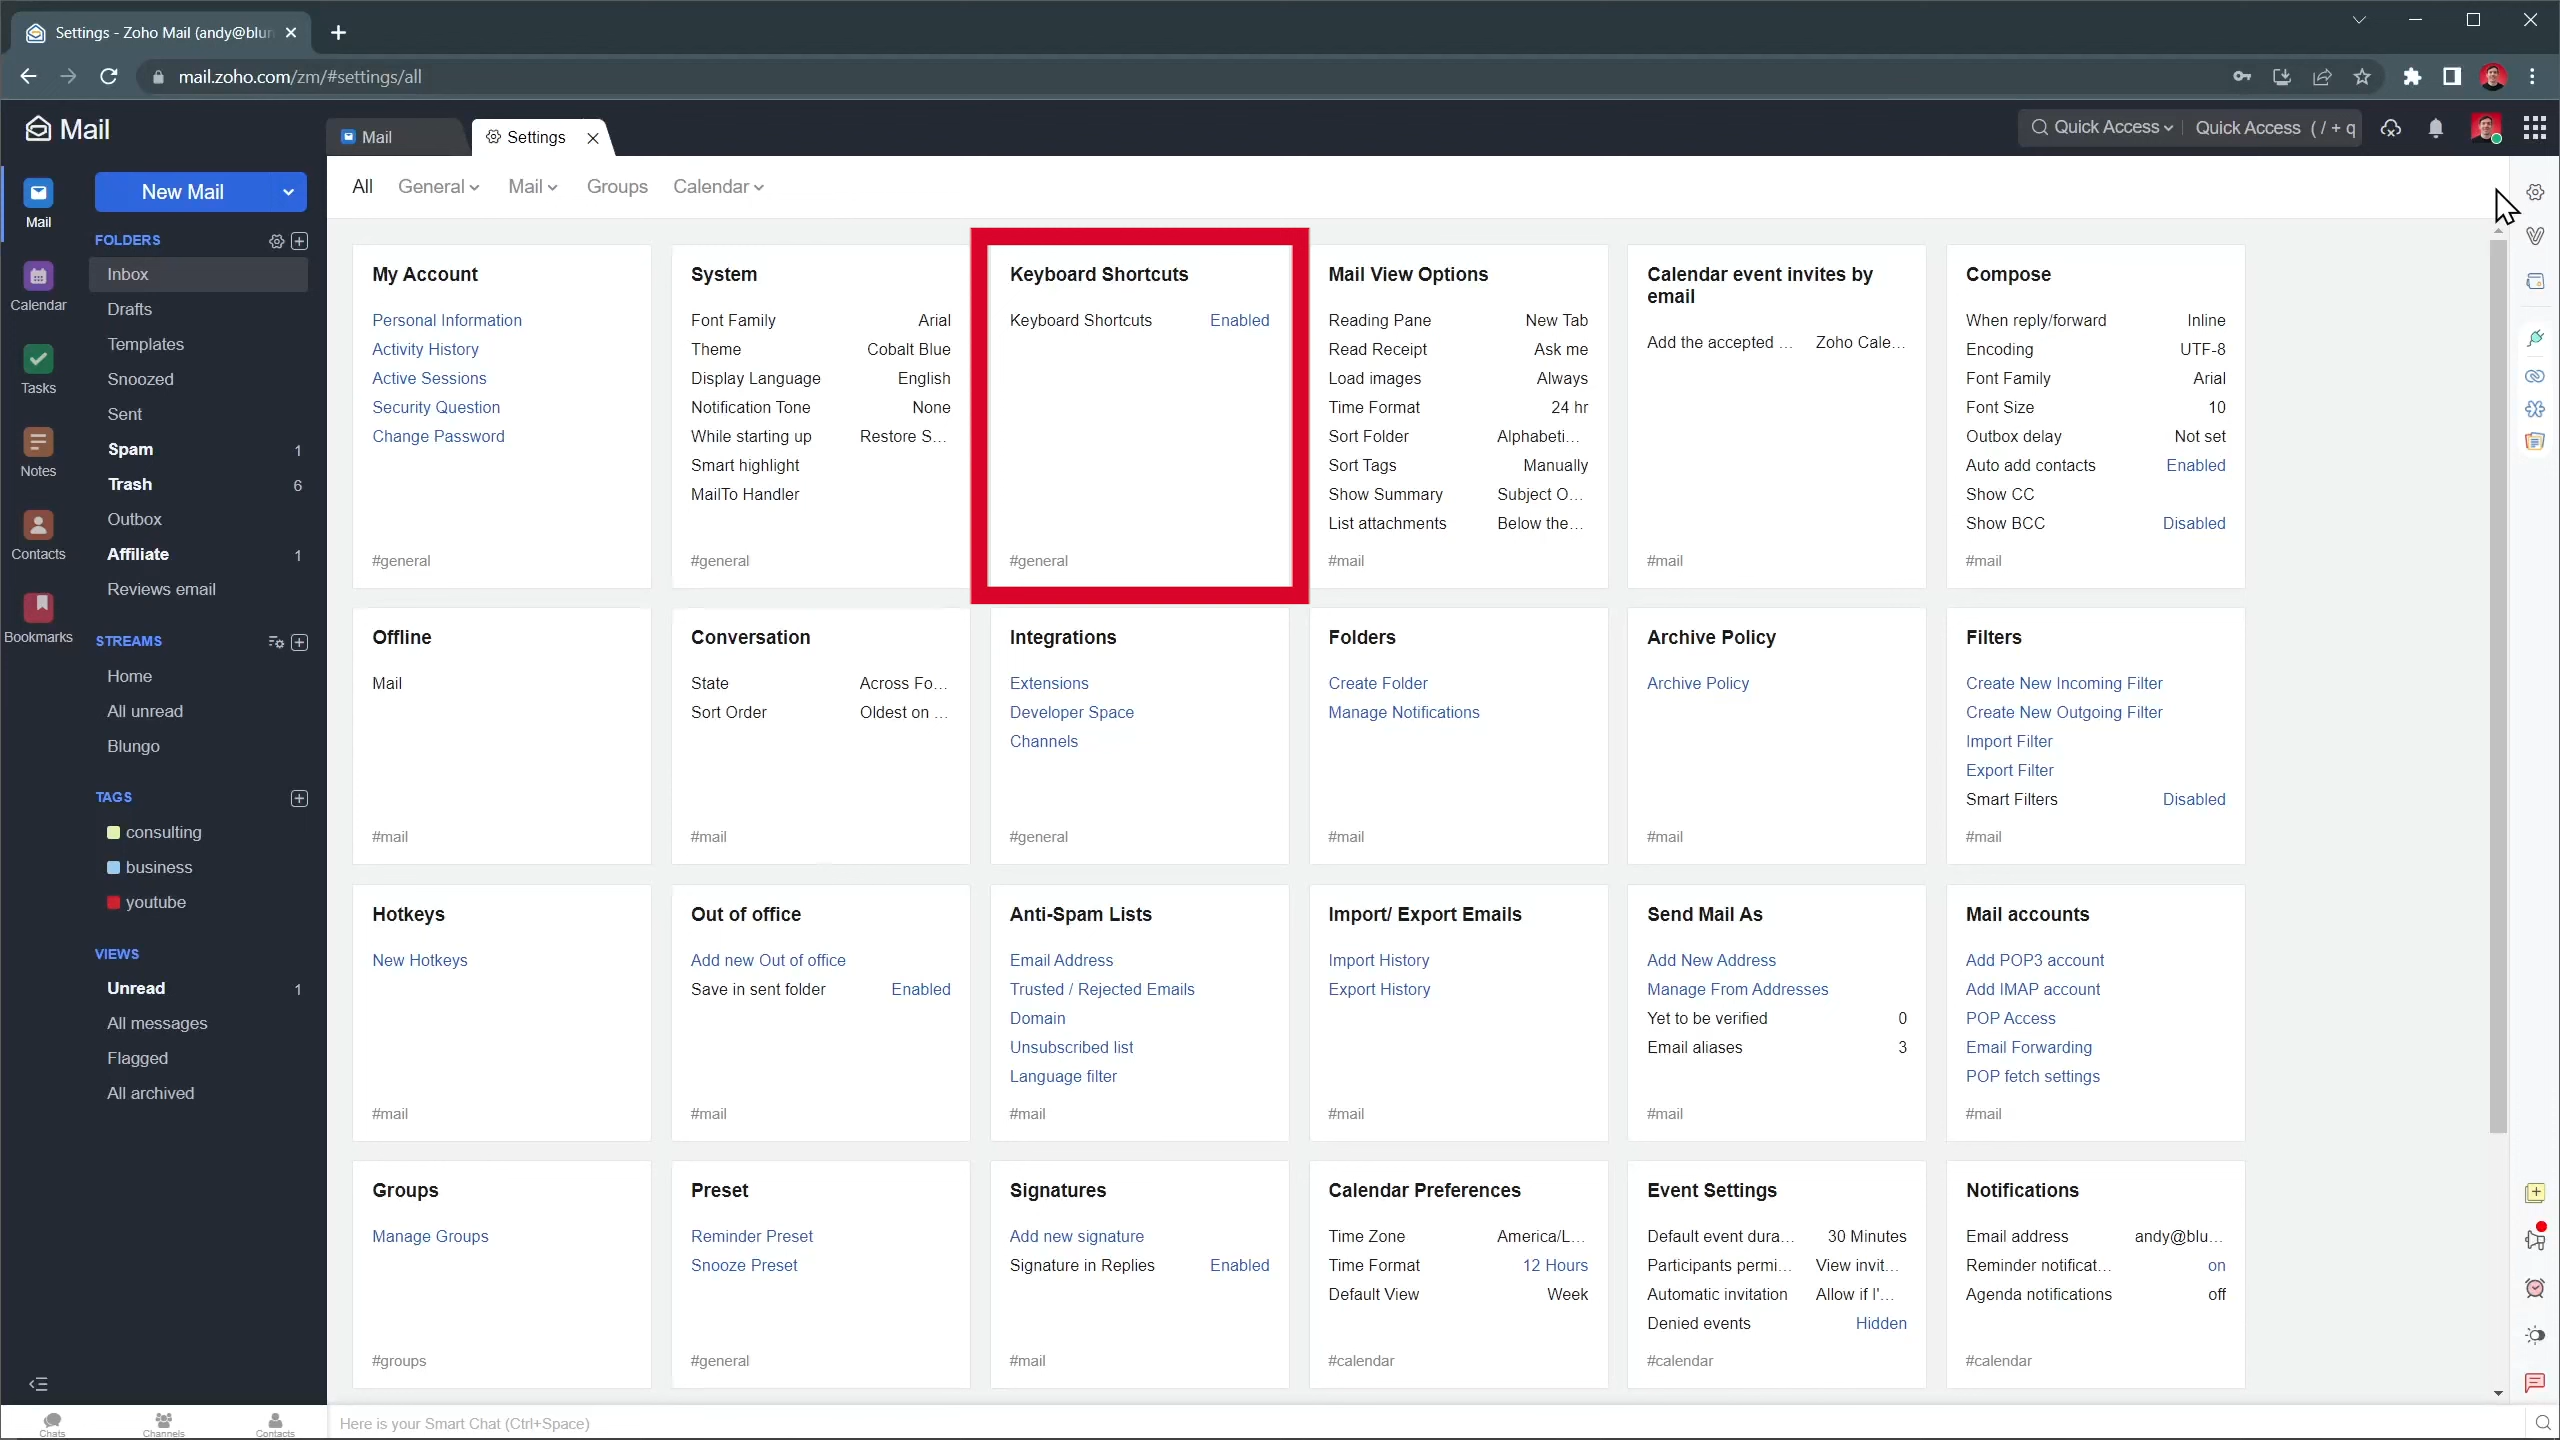 Settings - Zoho Mail (andy@blun
mail.zoho.com/zm/#settings/all
Mail
Mail
Settings
Quick Access
Quick Access ( / + q
Mail
Calendar
Tasks
Notes
Contacts
Bookmarks
New Mail
FOLDERS
Inbox
Drafts
Templates
Snoozed
Sent
Spam 1
Trash 6
Outbox
Affiliate 1
Reviews email
STREAMS
Home
All unread
Blungo
TAGS
consulting
business
youtube
VIEWS
Unread 1
All messages
Flagged
All archived
All General Mail Groups Calendar
My Account
Personal Information
Activity History
Active Sessions
Security Question
Change Password
#general
System
Font Family Arial
Theme Cobalt Blue
Display Language English
Notification Tone None
While starting up Restore S...
Smart highlight
MailTo Handler
#general
Keyboard Shortcuts
Keyboard Shortcuts Enabled
#general
Mail View Options
Reading Pane New Tab
Read Receipt Ask me
Load images Always
Time Format 24 hr
Sort Folder Alphabeti...
Sort Tags Manually
Show Summary Subject O...
List attachments Below the...
#mail
Calendar event invites by
email
Add the accepted ... Zoho Cale...
#mail
Compose
When reply/forward Inline
Encoding UTF-8
Font Family Arial
Font Size 10
Outbox delay Not set
Auto add contacts Enabled
Show CC
Show BCC Disabled
#mail
Offline
Mail
#mail
Conversation
State Across Fo...
Sort Order Oldest on ...
#mail
Integrations
Extensions
Developer Space
Channels
#general
Folders
Create Folder
Manage Notifications
#mail
Archive Policy
Archive Policy
#mail
Filters
Create New Incoming Filter
Create New Outgoing Filter
Import Filter
Export Filter
Smart Filters Disabled
#mail
Hotkeys
New Hotkeys
#mail
Out of office
Add new Out of office
Save in sent folder Enabled
#mail
Anti-Spam Lists
Email Address
Trusted / Rejected Emails
Domain
Unsubscribed list
Language filter
#mail
Import/ Export Emails
Import History
Export History
#mail
Send Mail As
Add New Address
Manage From Addresses
Yet to be verified 0
Email aliases 3
#mail
Mail accounts
Add POP3 account
Add IMAP account
POP Access
Email Forwarding
POP fetch settings
#mail
Groups
Manage Groups
#groups
Preset
Reminder Preset
Snooze Preset
#general
Signatures
Add new signature
Signature in Replies Enabled
#mail
Calendar Preferences
Time Zone America/L...
Time Format 12 Hours
Default View Week
#calendar
Event Settings
Default event dura... 30 Minutes
Participants permi... View invit...
Automatic invitation Allow if I'...
Denied events Hidden
#calendar
Notifications
Email address andy@blu...
Reminder notificat... on
Agenda notifications off
#calendar
Chats
Channels
Contacts
Here is your Smart Chat (Ctrl+Space)